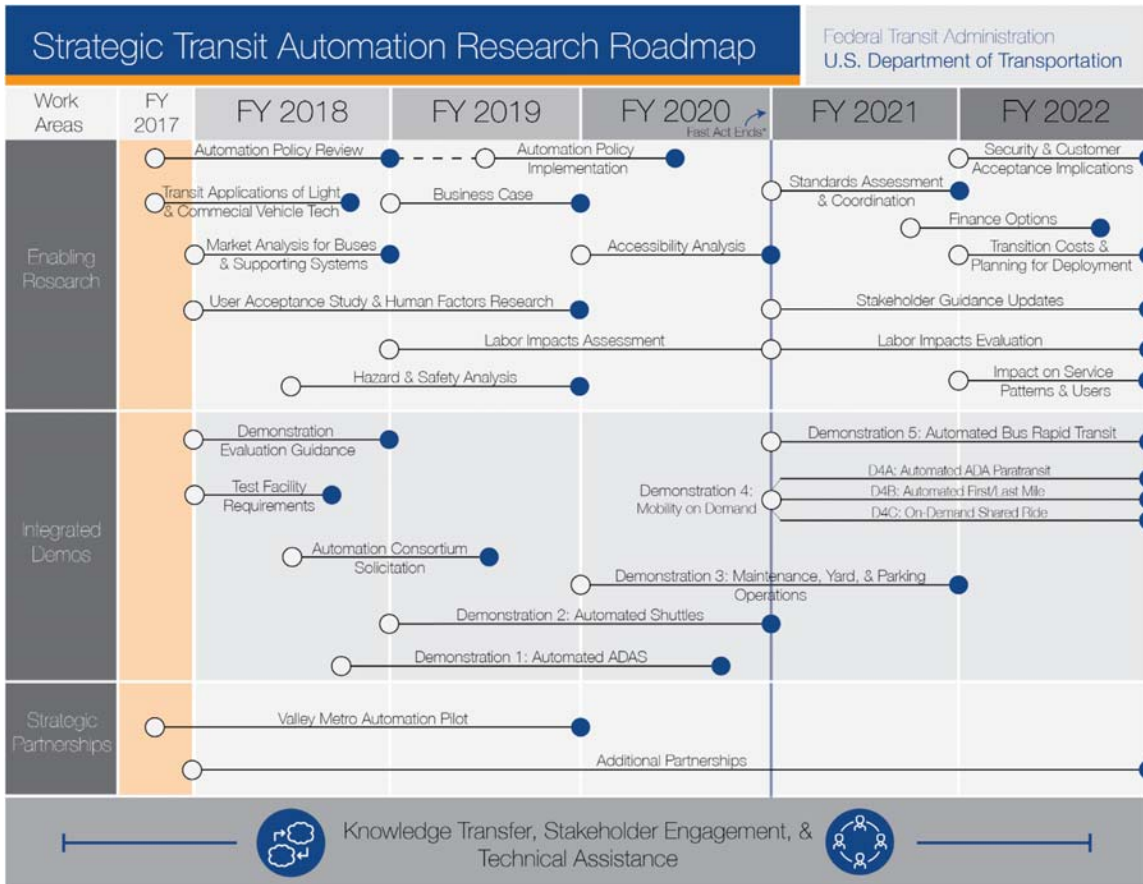 Strategic Transit Automation Research Roadmap
Federal Transit Administration
U.S. Department of Transportation
Work
Areas
FY
2017
FY 2018
FY 2019
FY 2020
Fast Act Ends*
FY 2021
FY 2022
Enabling
Research
Automation Policy Review
Automation Policy
Implementation
Security & Customer
Acceptance Implications
Transit Applications of Light
& Commecial Vehicle Tech
Business Case
Standards Assessment
& Coordination
Finance Options
Market Analysis for Buses
& Supporting Systems
Accessibility Analysis
Transition Costs &
Planning for Deployment
User Acceptance Study & Human Factors Research
Stakeholder Guidance Updates
Labor Impacts Assessment
Labor Impacts Evaluation
Hazard & Safety Analysis
Impact on Service
Patterns & Users
Integrated
Demos
Demonstration
Evaluation Guidance
Demonstration 5: Automated Bus Rapid Transit
Test Facility
Requirements
Demonstration 4:
Mobility on Demand
D4A: Automated ADA Paratransit
D4B: Automated First/Last Mile
D4C: On-Demand Shared Ride
Automation Consortium
Solicitation
Demonstration 3: Maintenance, Yard, & Parking
Operations
Demonstration 2: Automated Shuttles
Demonstration 1: Automated ADAS
Strategic
Partnerships
Valley Metro Automation Pilot
Additional Partnerships
Knowledge Transfer, Stakeholder Engagement, &
Technical Assistance